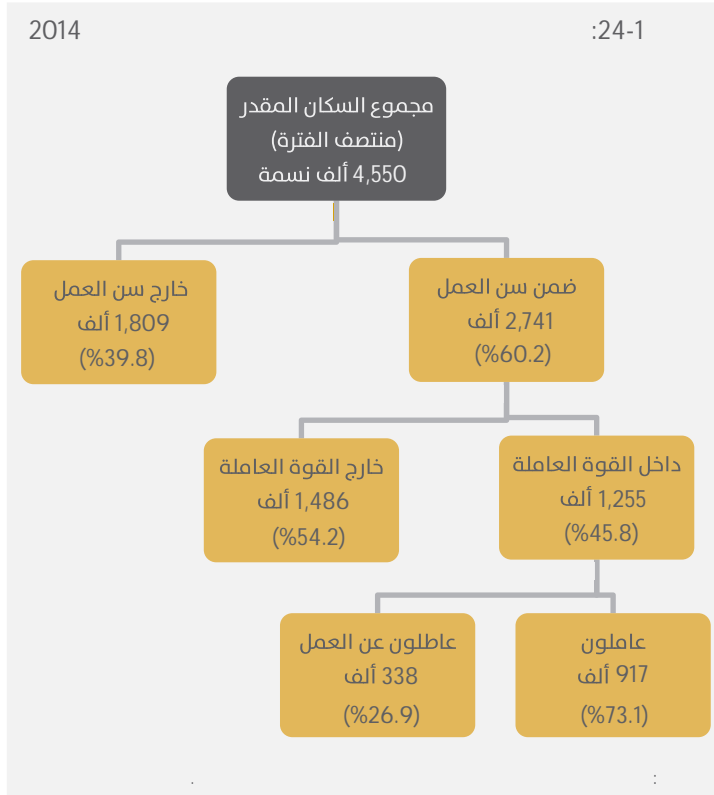 :24-1
2014
مجموع السكان المقدر
(منتصف الفترة)
4,550 ألف نسمة
ضمن سن العمل
2,741 ألف
(%60.2)
خارج سن العمل
1,809 ألف
(%39.8)
داخل القوة العاملة
1,255 ألف
(%45.8)
خارج القوة العاملة
1,486 ألف
(%54.2)
عاملون
917 ألف
(%73.1)
عاطلون عن العمل
338 ألف
(%26.9)
: .